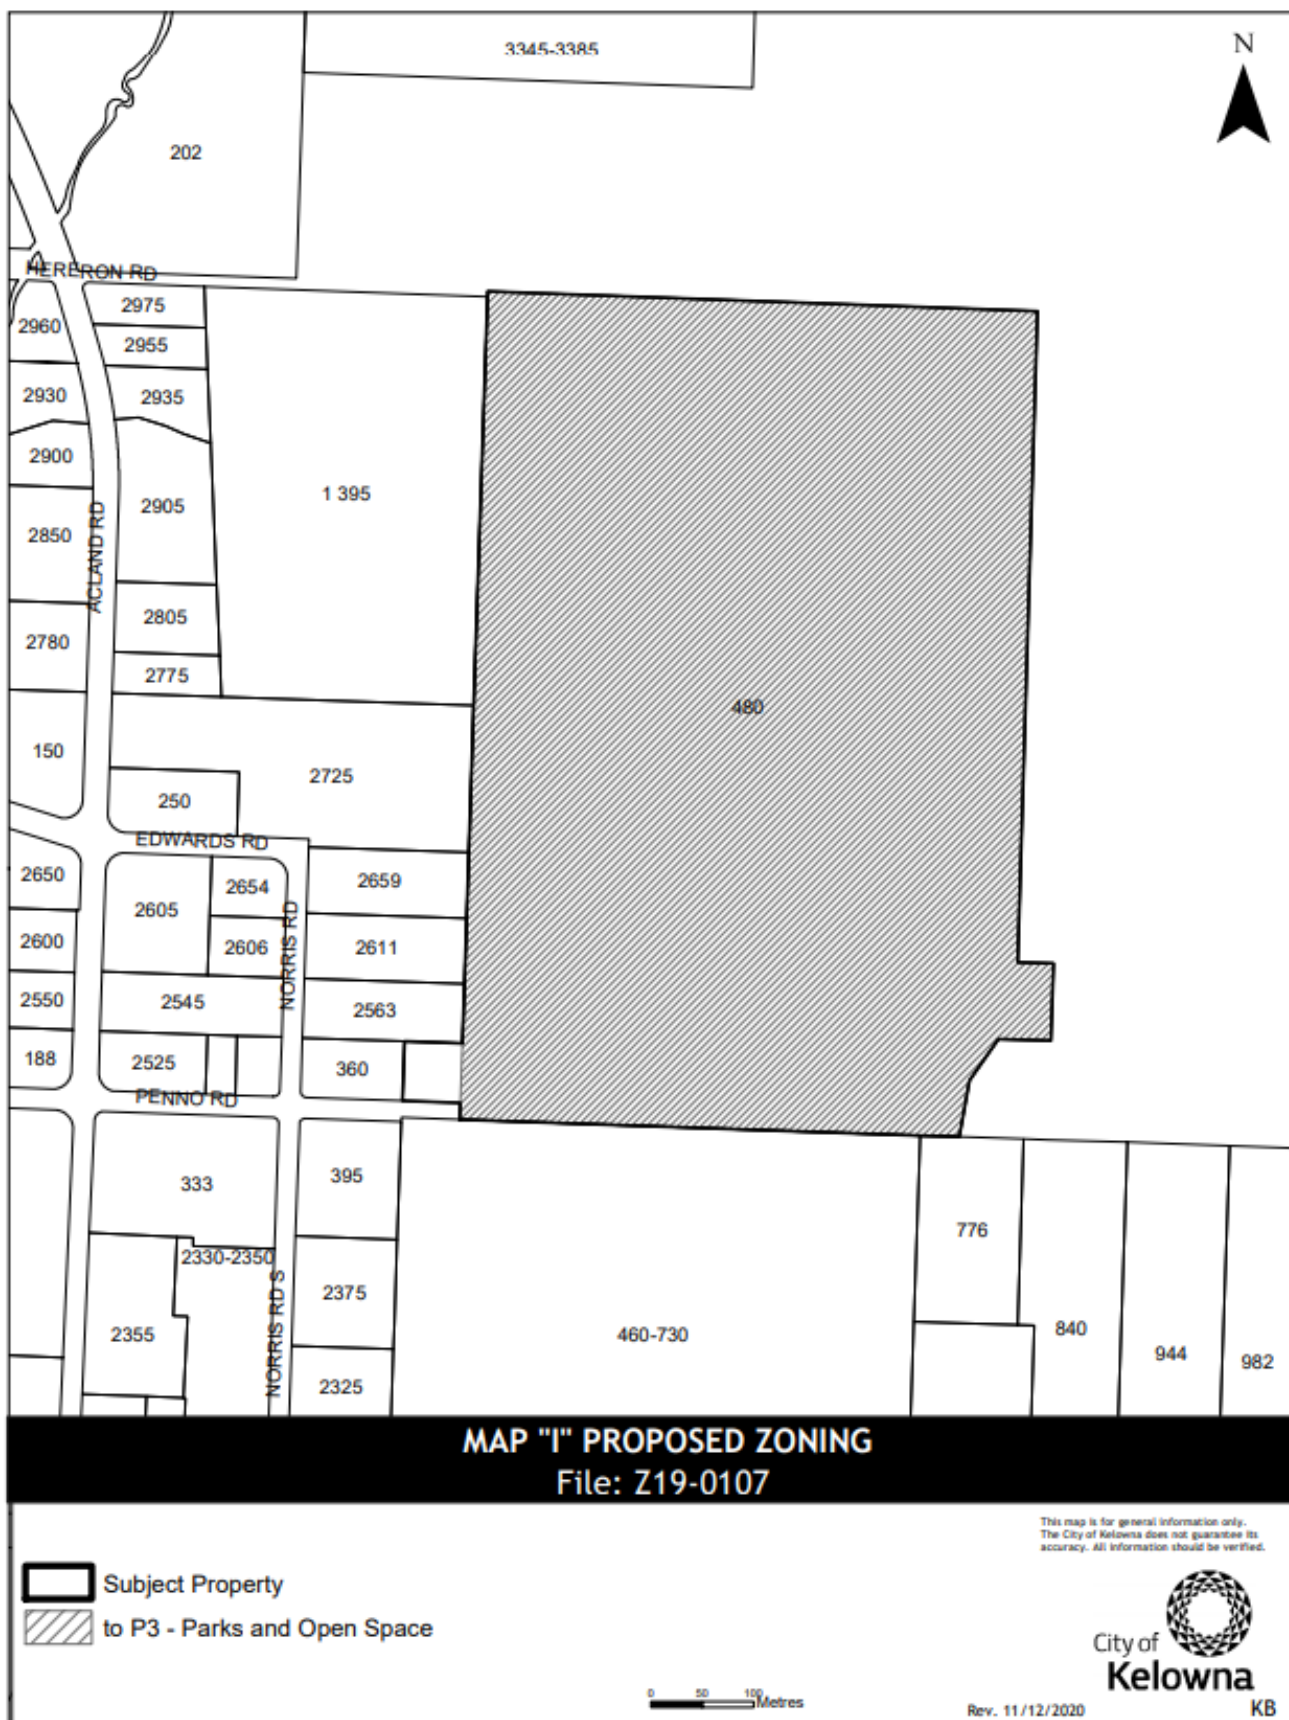 3345-3385
N
202
HERERON RD
2975
2960
2955
2930
2935
2900
1 395
2905
2850
ACLAND RD
2805
2780
2775
480
150
2725
250
EDWARDS RD
2650
2654
2659
2605
2600
2606
NORRIS RD
2611
2550
2545
2563
188
2525
360
PENNO RD
333
395
776
2330-2350
2375
2355
NORRIS RD S
460-730
840
944
982
2325
MAP "I" PROPOSED ZONING
File: Z19-0107
This map is for general information only.
The City of Kelowna does not guarantee its
accuracy. All information should be verified.
Subject Property
to P3 - Parks and Open Space
City of
Kelowna
0 50 100 Metres
Rev. 11/12/2020
KB